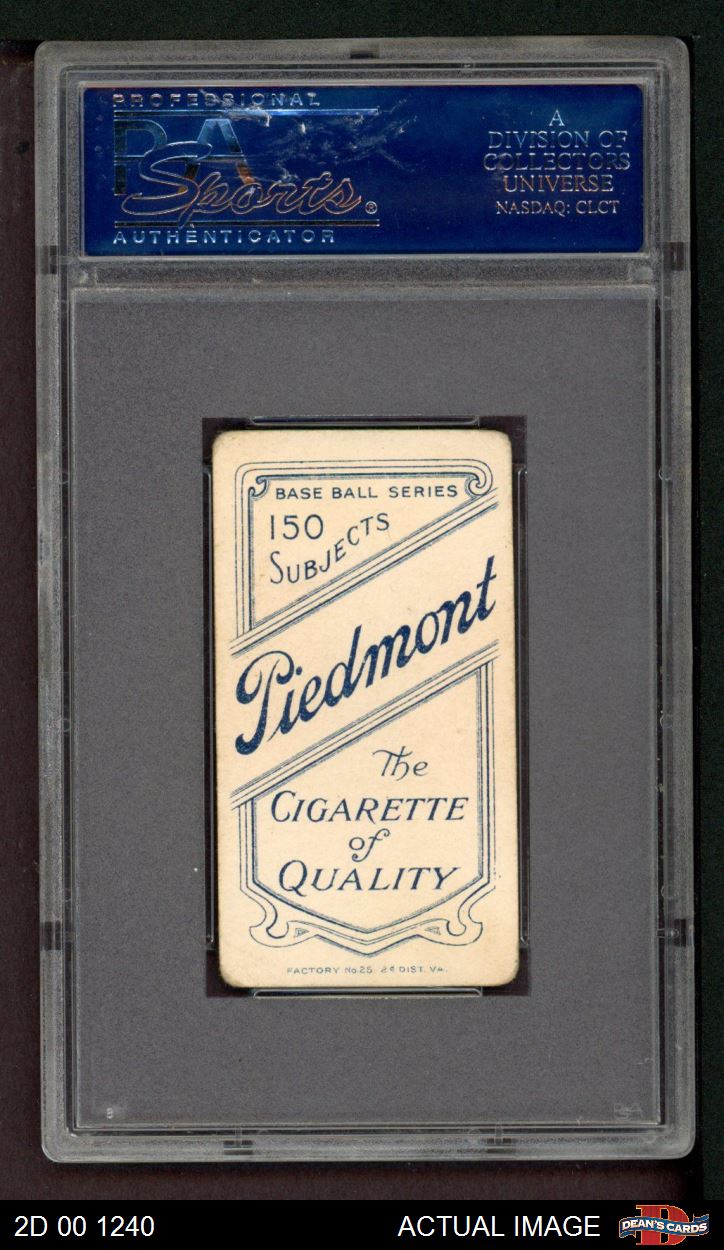 PROFESSIONAL
PSA
Sports®
AUTHENTICATOR
A
DIVISION OF
COLLECTORS
UNIVERSE
NASDAQ: CLCT
BASE BALL SERIES
150
SUBJECTS
Piedmont
The
CIGARETTE
of
QUALITY
FACTORY No 25. 2d DIST. VA.
PSA
2D 00 1240
ACTUAL IMAGE
D
DEAN'S CARDS